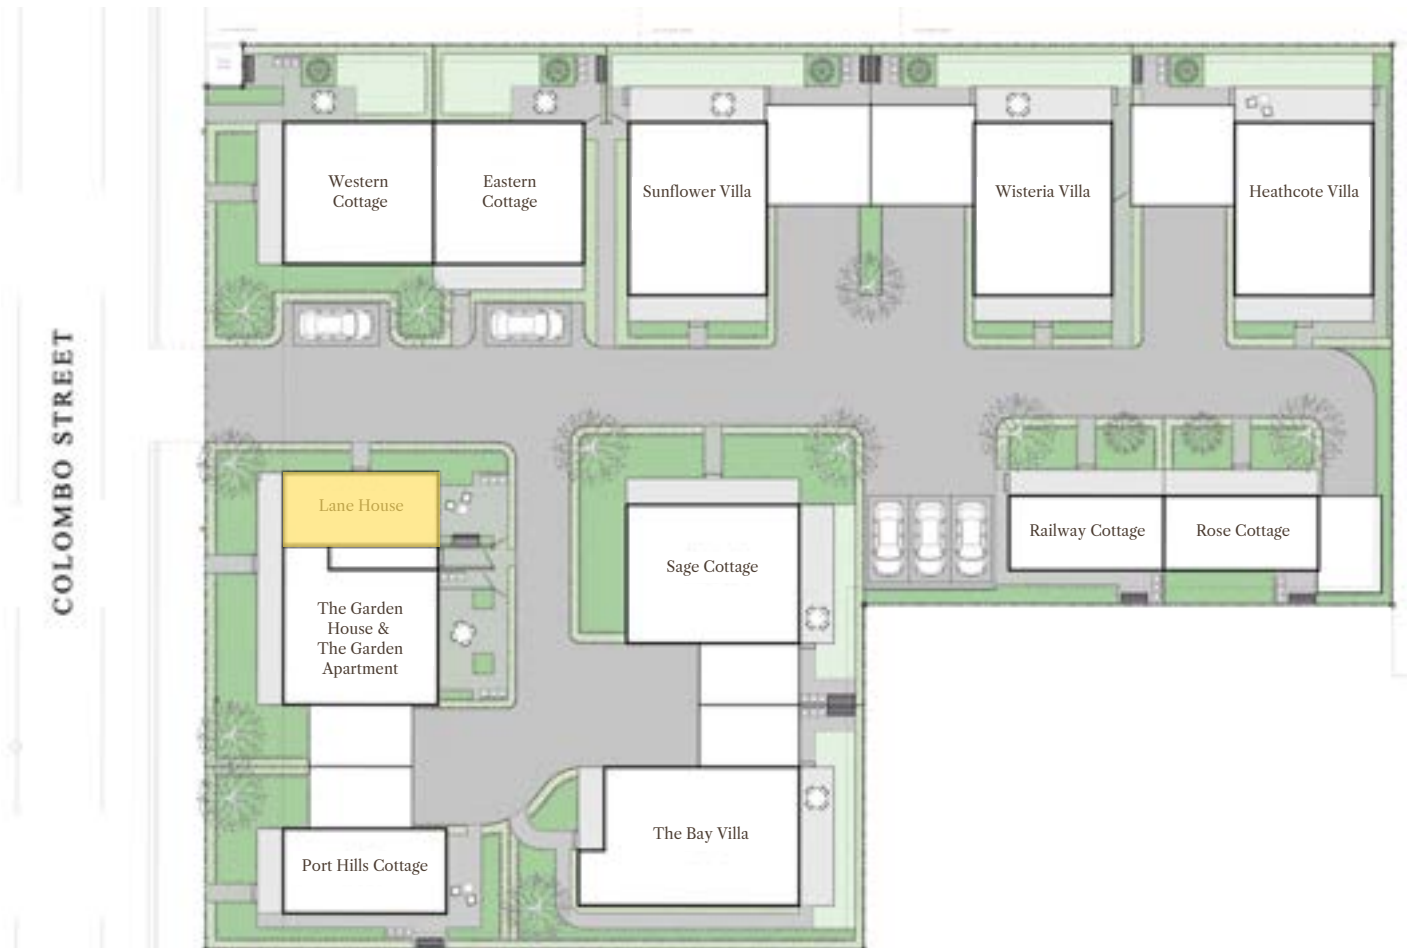 Western
Cottage
Eastern
Cottage
Sunflower Villa
Wisteria Villa
Heathcote Villa
COLOMBO STREET
Lane House
Railway Cottage
Rose Cottage
Sage Cottage
The Garden
House &
The Garden
Apartment
The Bay Villa
Port Hills Cottage